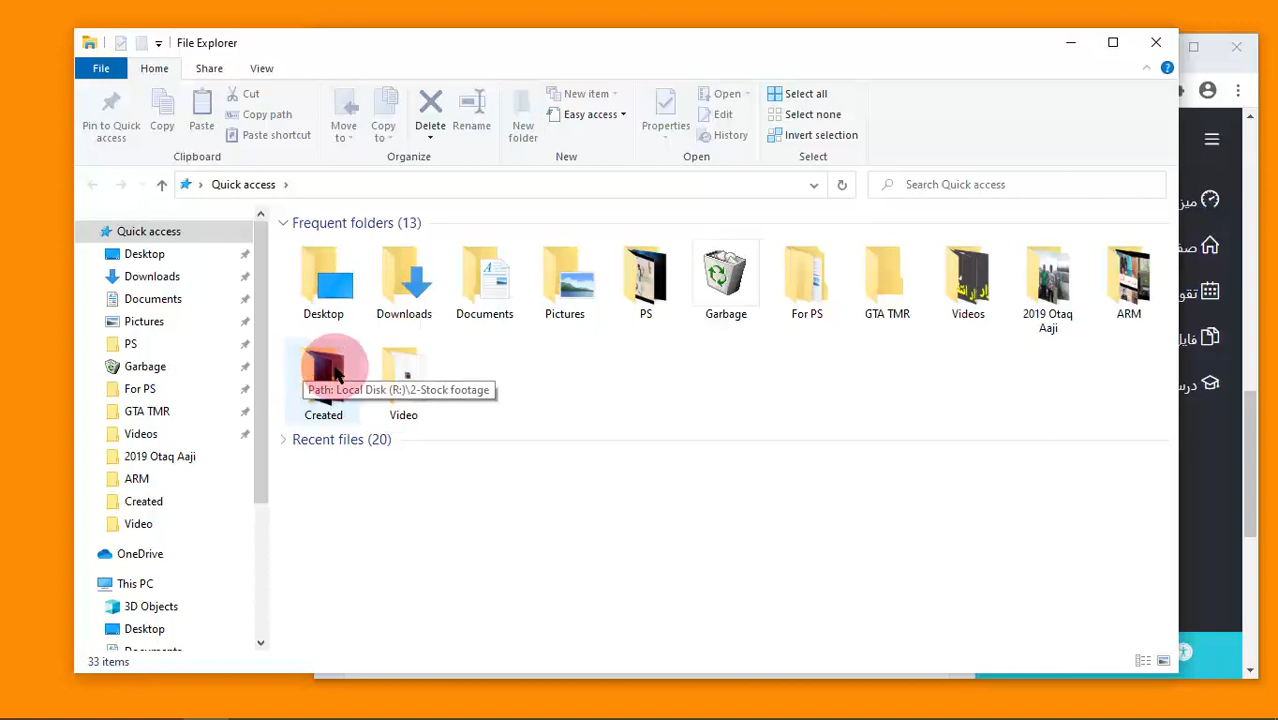 File Explorer
File Home Share View
Pin to Quick access
Copy
Paste
Cut
Copy path
Paste shortcut
Clipboard
Move to
Copy to
Delete
Rename
Organize
New folder
New item
Easy access
New
Properties
Open
Edit
History
Open
Select all
Select none
Invert selection
Select
Quick access
Search Quick access
Quick access
Desktop
Downloads
Documents
Pictures
PS
Garbage
For PS
GTA TMR
Videos
2019 Otaq Aaji
ARM
Created
Video
OneDrive
This PC
3D Objects
Desktop
Documents
Frequent folders (13)
Desktop
Downloads
Documents
Pictures
PS
Garbage
For PS
GTA TMR
Videos
2019 Otaq Aaji
ARM
Path: Local Disk (R:)\2-Stock footage
Created
Video
Recent files (20)
33 items